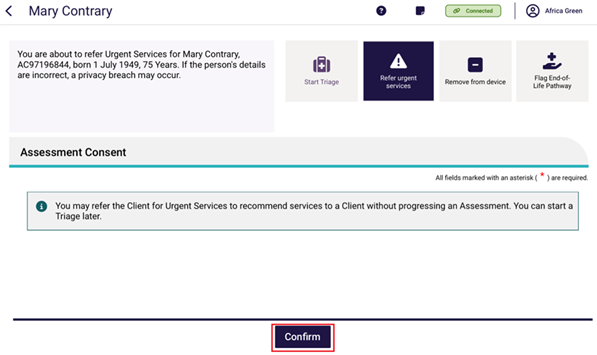 Mary Contrary
?
Connected
Africa Green
You are about to refer Urgent Services for Mary Contrary,
AC97196844, born 1 July 1949, 75 Years. If the person's details
are incorrect, a privacy breach may occur.
Start Triage
Refer urgent
services
Remove from device
Flag End-of-
Life Pathway
Assessment Consent
All fields marked with an asterisk ( * ) are required.
You may refer the Client for Urgent Services to recommend services to a Client without progressing an Assessment. You can start a
Triage later.
Confirm